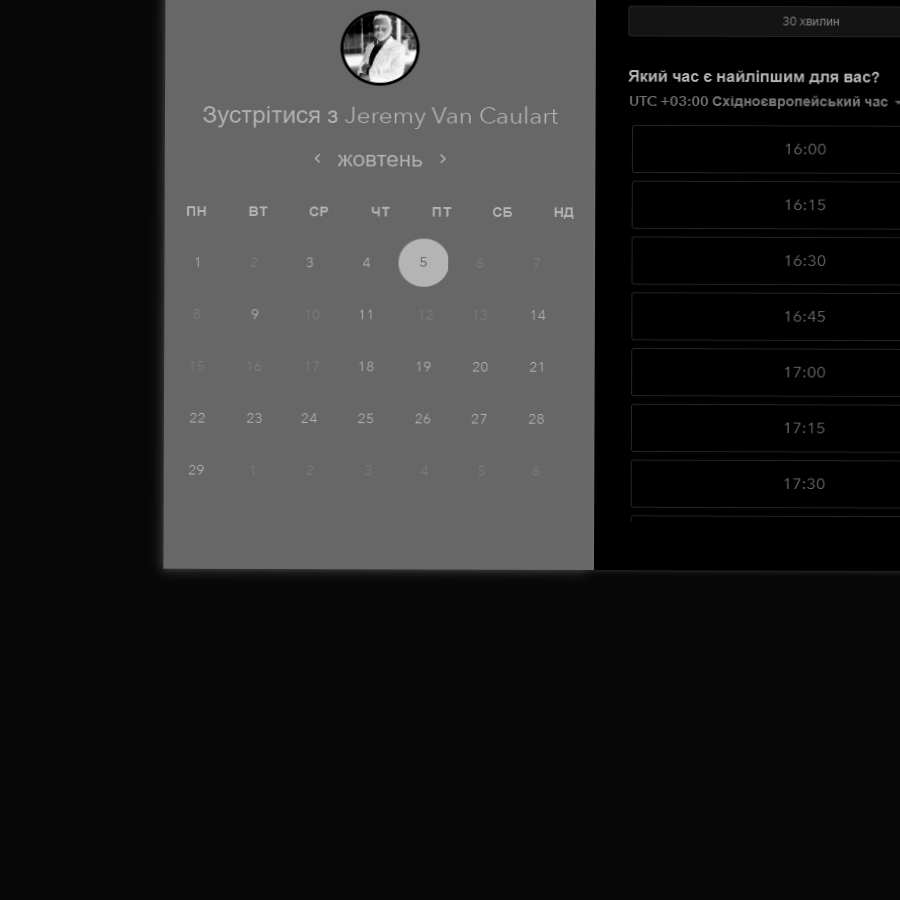 Зустрітися з Jeremy Van Caulart
жовтень
ПН ВТ СР ЧТ ПТ СБ НД
1 2 3 4 5 6 7
8 9 10 11 12 13 14
15 16 17 18 19 20 21
22 23 24 25 26 27 28
29 1 2 3 4 5 6
30 хвилин
Який час є найліпшим для вас?
UTC +03:00 Східноєвропейський час
16:00
16:15
16:30
16:45
17:00
17:15
17:30